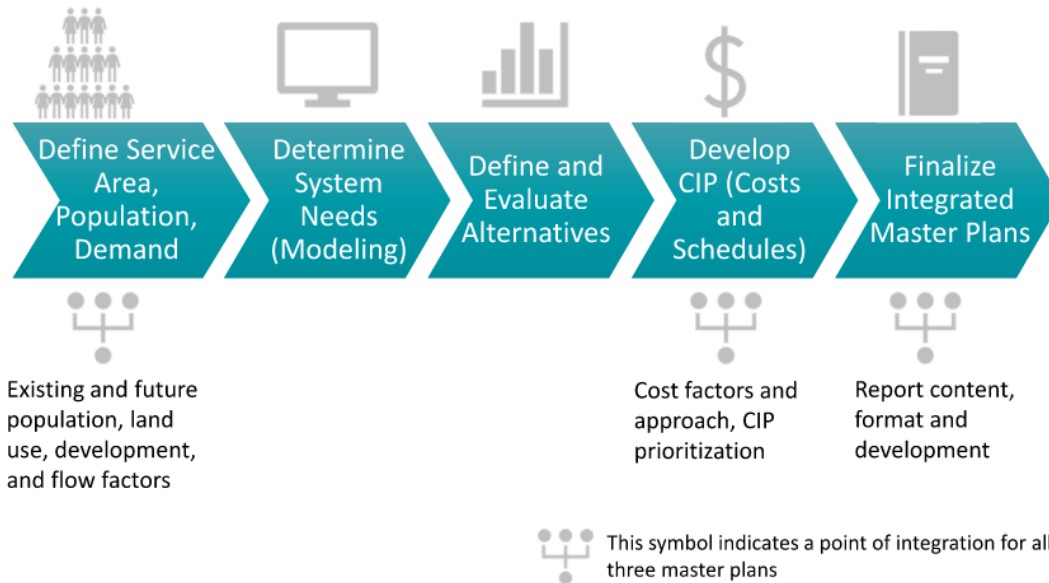 Define Service
Area,
Population,
Demand
Determine
System
Needs
(Modeling)
Define and
Evaluate
Alternatives
Develop
CIP (Costs
and
Schedules)
Finalize
Integrated
Master Plans
Existing and future
population, land
use, development,
and flow factors
Cost factors and
approach, CIP
prioritization
Report content,
format and
development
This symbol indicates a point of integration for all
three master plans